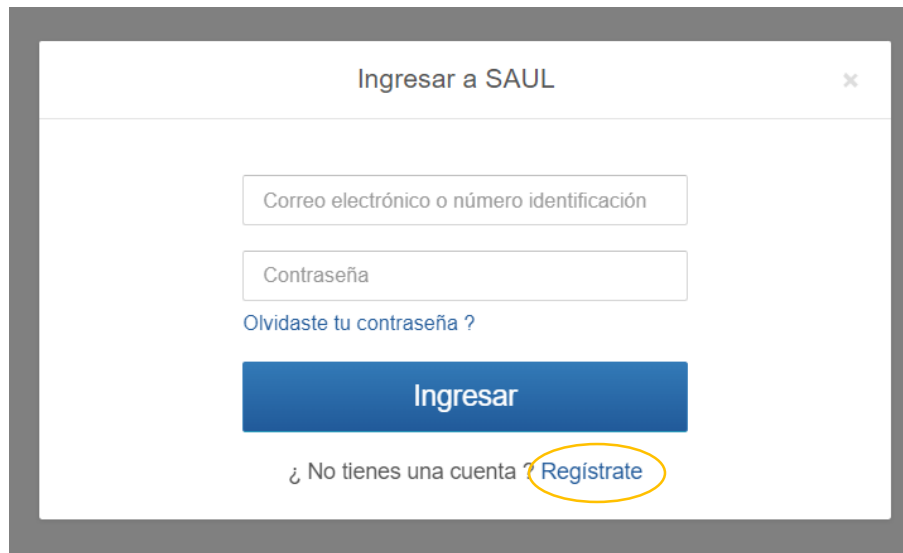 Ingresar a SAUL ×
Correo electrónico o número identificación
Contraseña
Olvidaste tu contraseña ?
Ingresar
¿ No tienes una cuenta ? Regístrate